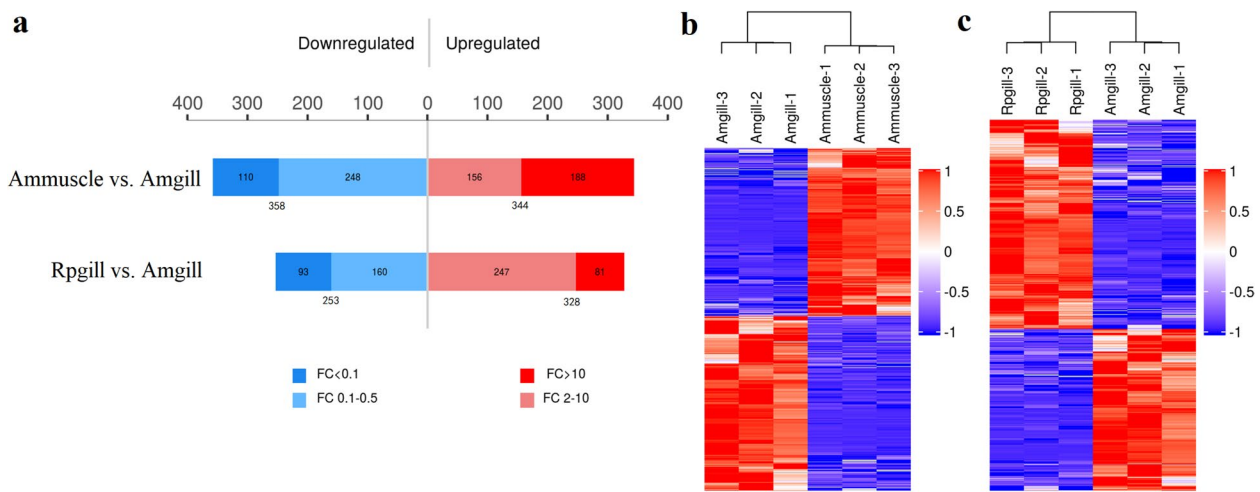 a
Downregulated
Upregulated
400 300 200 100 0 100 200 300 400
Ammuscle vs. Amgill
110 248 156 188
358 344
Rpgill vs. Amgill
93 160 247 81
253 328
FC<0.1
FC>10
FC 0.1-0.5
FC 2-10
b
Amgill-3
Amgill-2
Amgill-1
Ammuscle-1
Ammuscle-2
Ammuscle-3
1
0.5
0
-0.5
-1
c
Rpgill-3
Rpgill-2
Rpgill-1
Amgill-3
Amgill-2
Amgill-1
1
0.5
0
-0.5
-1